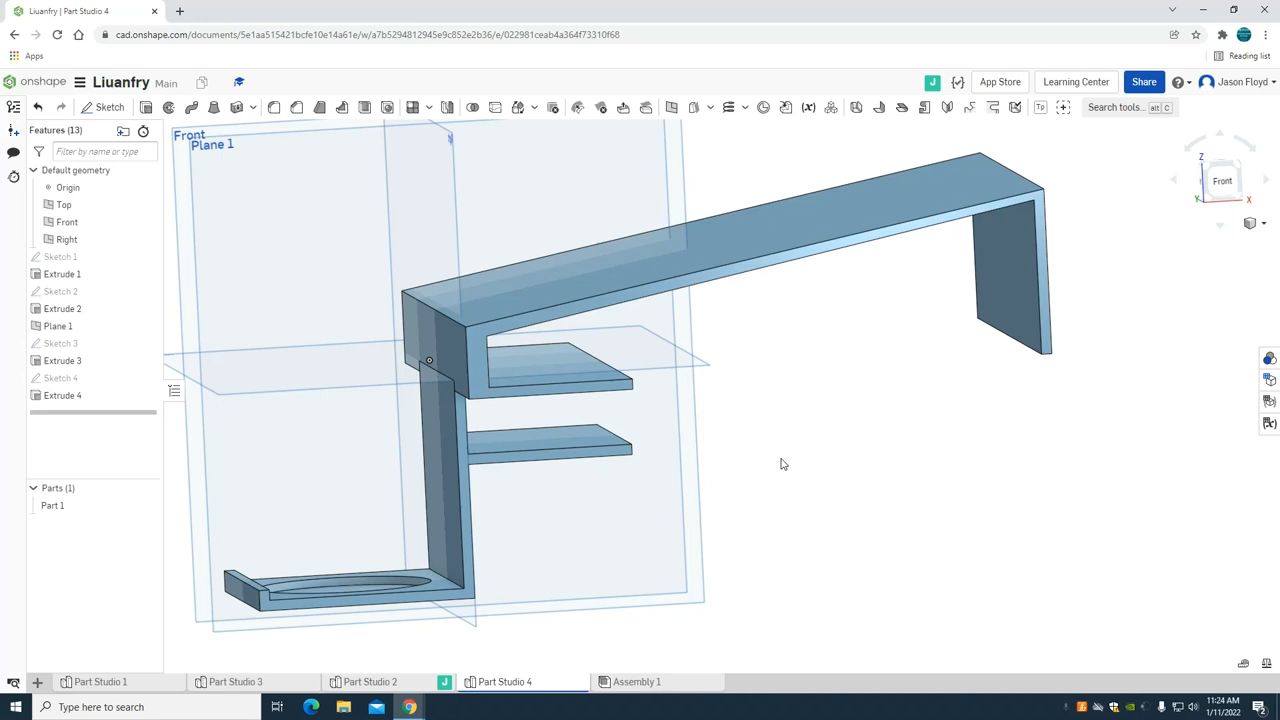 Liuanfry | Part Studio 4
cad.onshape.com/documents/5e1aa515421bcfe10e14a61e/w/a7b5294812945e9c852e2b36/e/022981dceab4a364f73310f68
Apps
Reading list
onshape
Liuanfry Main
J
App Store
Learning Center
Share
Jason Floyd
Sketch
Tp
Search tools... alt C
Features (13)
Filter by name or type
Default geometry
Origin
Top
Front
Right
Sketch 1
Extrude 1
Sketch 2
Extrude 2
Plane 1
Sketch 3
Extrude 3
Sketch 4
Extrude 4
Parts (1)
Part 1
Front
Plane 1
Z
Front
Y
X
Part Studio 1
Part Studio 3
Part Studio 2
J
Part Studio 4
Assembly 1
Type here to search
11:24 AM
1/11/2022
2